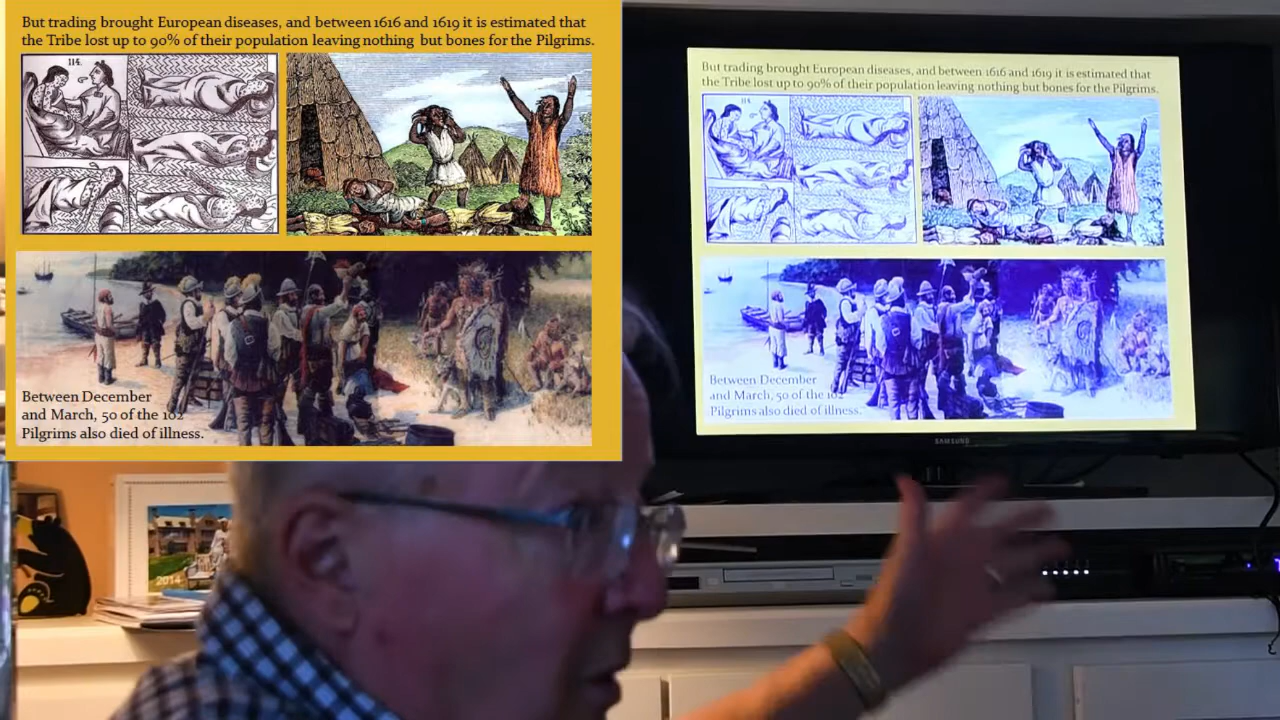 But trading brought European diseases, and between 1616 and 1619 it is estimated that
the Tribe lost up to 90% of their population leaving nothing but bones for the Pilgrims.
114.
Between December
and March, 50 of the 102
Pilgrims also died of illness.
But trading brought European diseases, and between 1616 and 1619 it is estimated that
the Tribe lost up to 90% of their population leaving nothing but bones for the Pilgrims.
114.
Between December
and March, 50 of the 102
Pilgrims also died of illness.
SAMSUNG
2014